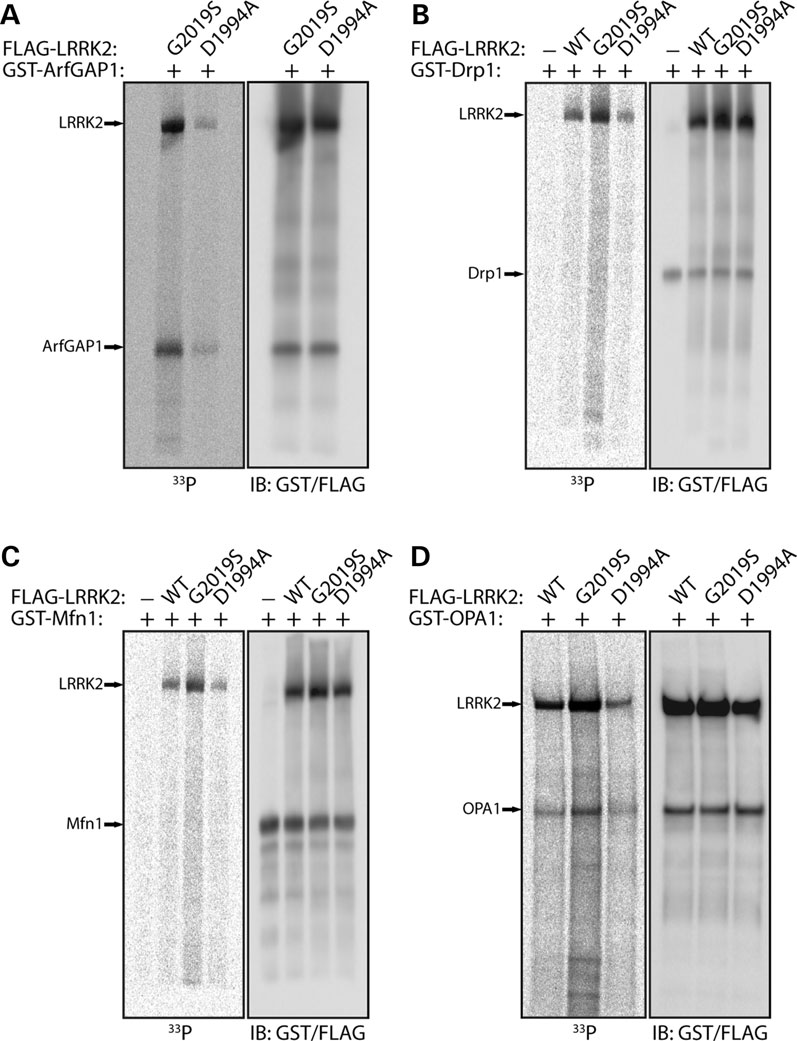 A
FLAG-LRRK2: G2019S D1994A G2019S D1994A
GST-ArfGAP1: + + + +
LRRK2
ArfGAP1
33P IB: GST/FLAG
B
FLAG-LRRK2: – WT G2019S D1994A – WT G2019S D1994A
GST-Drp1: + + + + + + + +
LRRK2
Drp1
33P IB: GST/FLAG
C
FLAG-LRRK2: – WT G2019S D1994A – WT G2019S D1994A
GST-Mfn1: + + + + + + + +
LRRK2
Mfn1
33P IB: GST/FLAG
D
FLAG-LRRK2: WT G2019S D1994A WT G2019S D1994A
GST-OPA1: + + + + + +
LRRK2
OPA1
33P IB: GST/FLAG